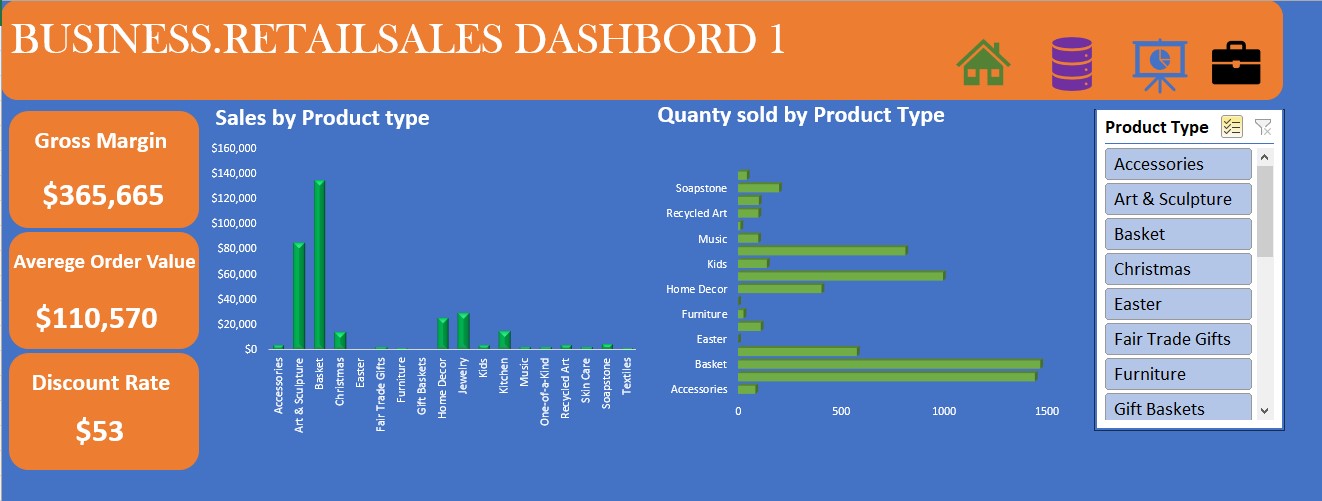 BUSINESS.RETAILSALES DASHBORD 1
Gross Margin
$365,665
Averege Order Value
$110,570
Discount Rate
$53
Sales by Product type
$160,000
$140,000
$120,000
$100,000
$80,000
$60,000
$40,000
$20,000
$0
Accessories
Art & Sculpture
Basket
Christmas
Easter
Fair Trade Gifts
Furniture
Gift Baskets
Home Decor
Jewelry
Kids
Kitchen
Music
One-of-a-Kind
Recycled Art
Skin Care
Soapstone
Textiles
Quanty sold by Product Type
Soapstone
Recycled Art
Music
Kids
Home Decor
Furniture
Easter
Basket
Accessories
0 500 1000 1500
Product Type
Accessories
Art & Sculpture
Basket
Christmas
Easter
Fair Trade Gifts
Furniture
Gift Baskets